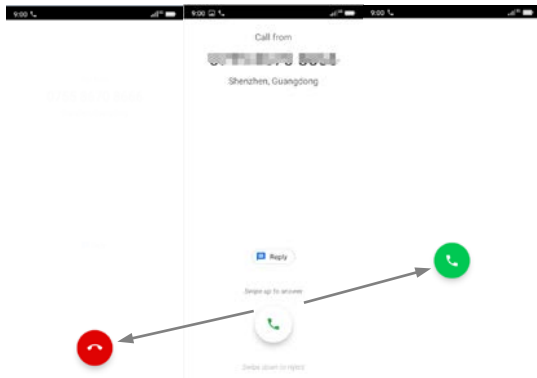 9:00
9:00
9:00
Call from
Shenzhen, Guangdong
Reply
Swipe up to answer
Swipe down to reject